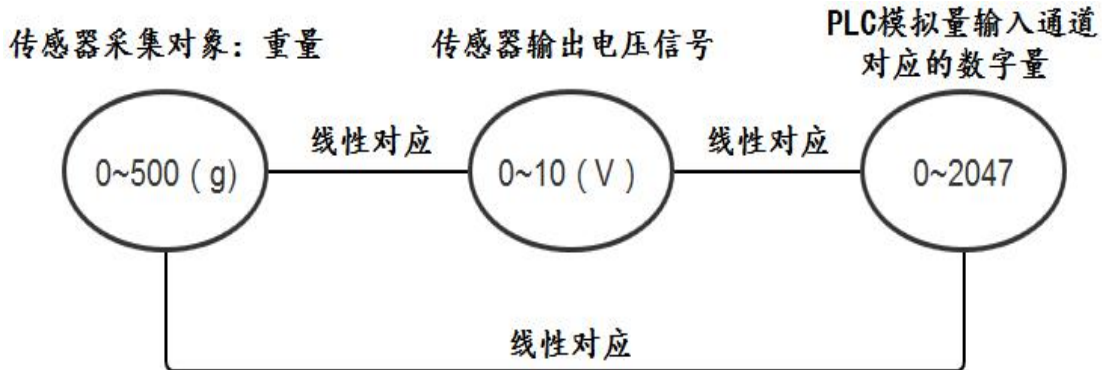 传感器采集对象：重量
传感器输出电压信号
PLC模拟量输入通道
对应的数字量
线性对应
线性对应
0~500（g）
0~10（V）
0~2047
线性对应